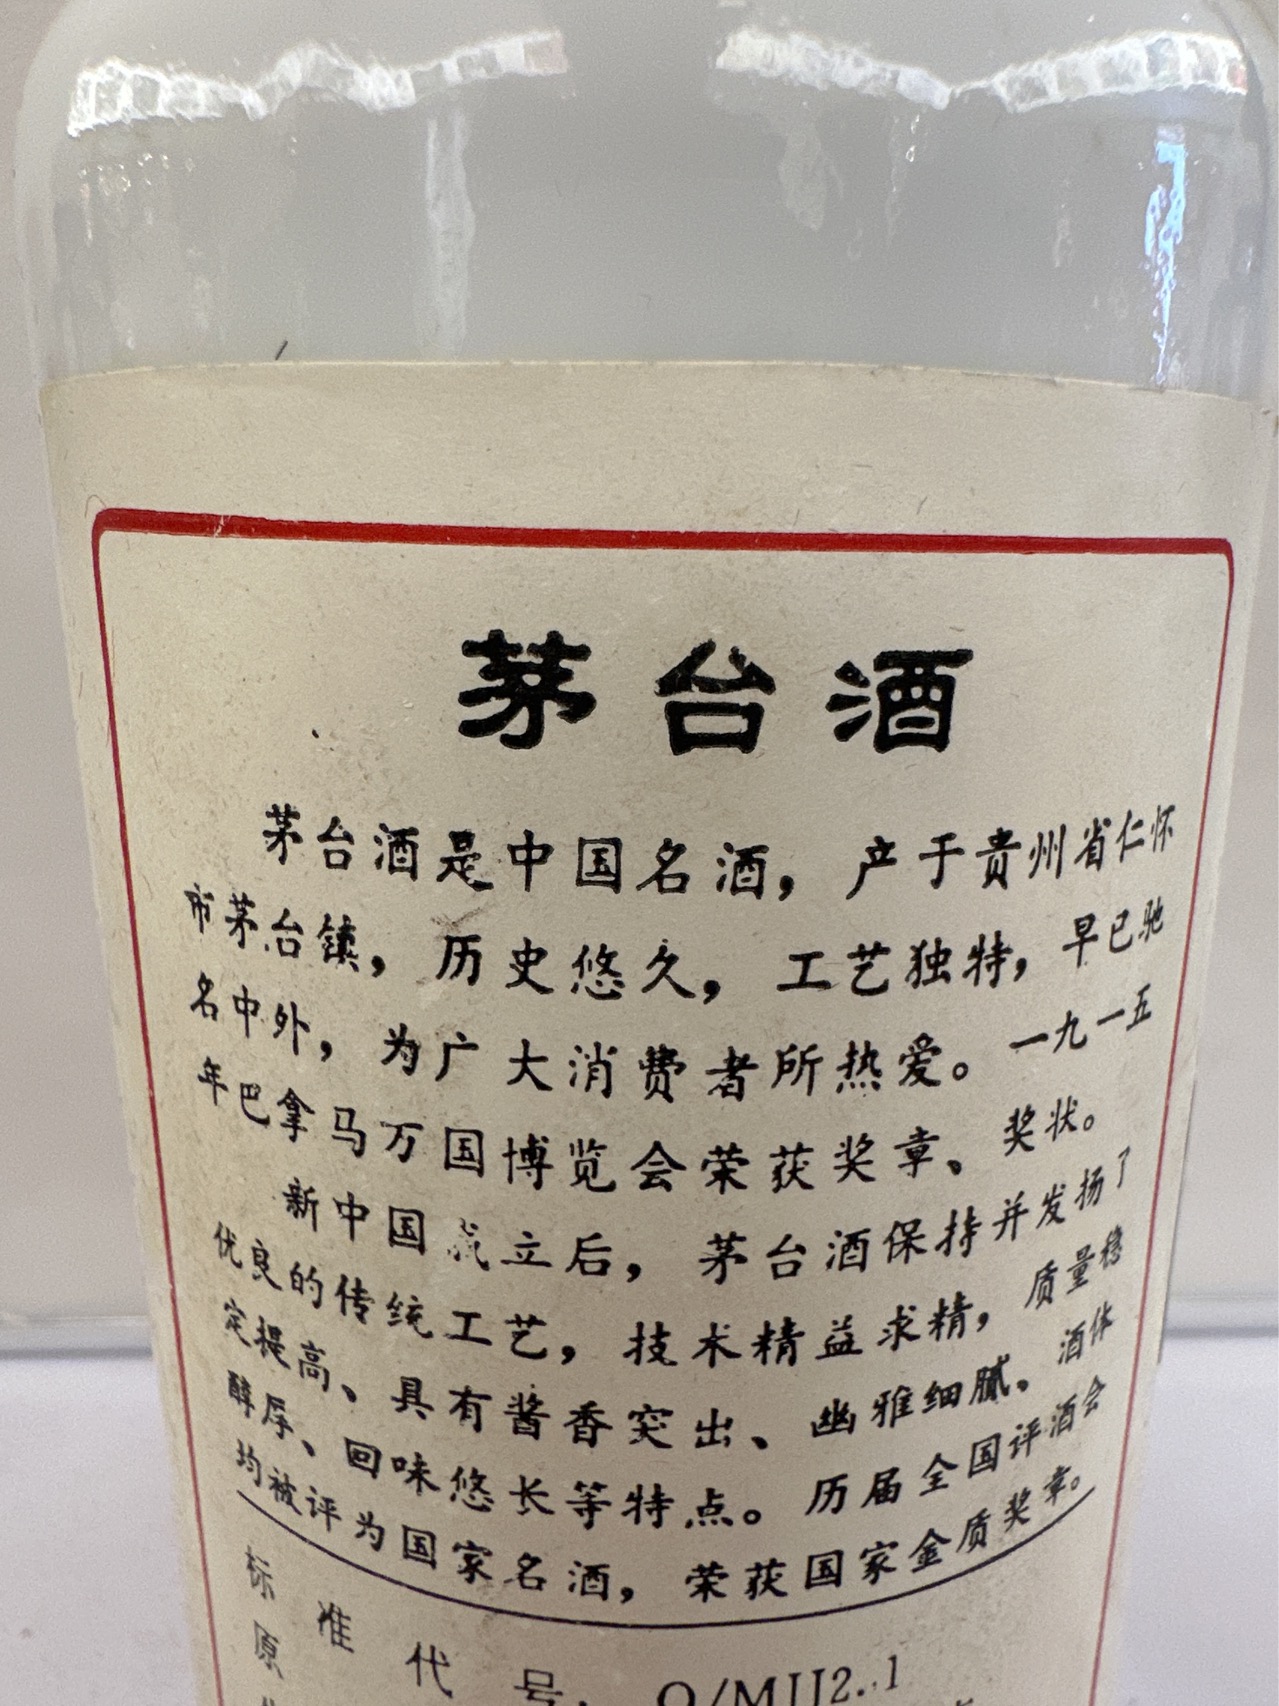 茅台酒
茅台酒是中国名酒，产于贵州省仁怀
市茅台镇，历史悠久，工艺独特，早已驰
名中外，为广大消费者所热爱。一九一五
年巴拿马万国博览会荣获奖章、奖状。
新中国成立后，茅台酒保持并发扬了
优良的传统工艺，技术精益求精，质量稳
定提高、具有酱香突出、幽雅细腻、酒体
醇厚、回味悠长等特点。历届全国评酒会
均被评为国家名酒，荣获国家金质奖章。
标准代号：Q/MJJ2.1
原